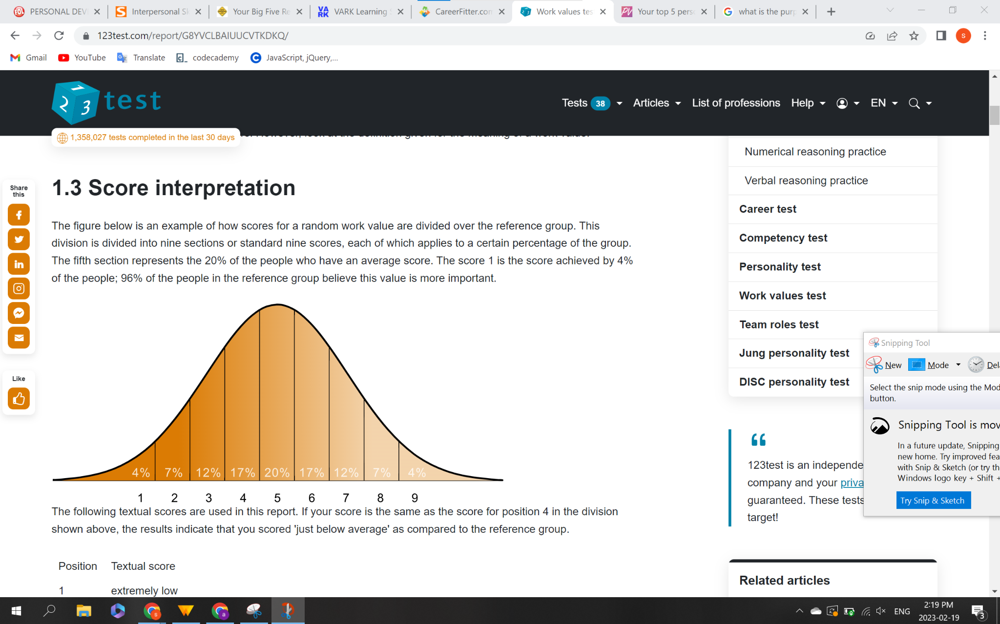 PERSONAL DEV
Interpersonal Sk
Your Big Five Re
VARK Learning S
CareerFitter.com
Work values tes
Your top 5 pers
what is the purp
123test.com/report/G8YVCLBAIUUCVTKDKQ/
Gmail
YouTube
Translate
codecademy
JavaScript, jQuery,...
123 test
Tests 38
Articles
List of professions
Help
EN
1,358,027 tests completed in the last 30 days
Share
this
Like
1.3 Score interpretation
The figure below is an example of how scores for a random work value are divided over the reference group. This
division is divided into nine sections or standard nine scores, each of which applies to a certain percentage of the group.
The fifth section represents the 20% of the people who have an average score. The score 1 is the score achieved by 4%
of the people; 96% of the people in the reference group believe this value is more important.
4% 7% 12% 17% 20% 17% 12% 7% 4%
1 2 3 4 5 6 7 8 9
The following textual scores are used in this report. If your score is the same as the score for position 4 in the division
shown above, the results indicate that you scored 'just below average' as compared to the reference group.
Position Textual score
1 extremely low
Numerical reasoning practice
Verbal reasoning practice
Career test
Competency test
Personality test
Work values test
Team roles test
Jung personality test
DISC personality test
“
123test is an independe
company and your priva
guaranteed. These tests
target!
Related articles
Snipping Tool
New Mode Del
Select the snip mode using the Mod
button.
Snipping Tool is mov
In a future update, Snipping
new home. Try improved fea
with Snip & Sketch (or try th
Windows logo key + Shift +
Try Snip & Sketch
ENG
2:19 PM
2023-02-19
3